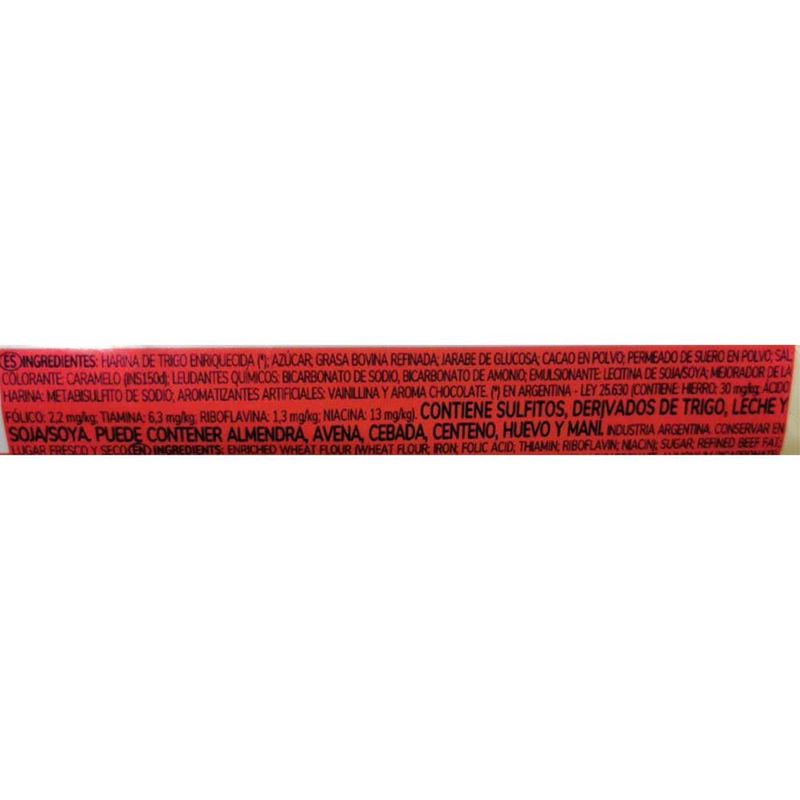 ES INGREDIENTES: HARINA DE TRIGO ENRIQUECIDA (*); AZÚCAR; GRASA BOVINA REFINADA; JARABE DE GLUCOSA; CACAO EN POLVO; PERMEADO DE SUERO EN POLVO; SAL;
COLORANTE: CARAMELO (INS150d); LEUDANTES QUÍMICOS: BICARBONATO DE SODIO, BICARBONATO DE AMONIO; EMULSIONANTE: LECITINA DE SOJA/SOYA; MEJORADOR DE LA
HARINA: METABISULFITO DE SODIO; AROMATIZANTES ARTIFICIALES: VAINILLINA Y AROMA CHOCOLATE. (*) EN ARGENTINA - LEY 25.630 (CONTIENE: HIERRO: 30 mg/kg; ÁCIDO
FÓLICO: 2,2 mg/kg; TIAMINA: 6,3 mg/kg; RIBOFLAVINA: 1,3 mg/kg; NIACINA: 13 mg/kg). CONTIENE SULFITOS, DERIVADOS DE TRIGO, LECHE Y
SOJA/SOYA. PUEDE CONTENER ALMENDRA, AVENA, CEBADA, CENTENO, HUEVO Y MANÍ. INDUSTRIA ARGENTINA. CONSERVAR EN
LUGAR FRESCO Y SECO. EN INGREDIENTS: ENRICHED WHEAT FLOUR (WHEAT FLOUR; IRON; FOLIC ACID; THIAMIN; RIBOFLAVIN; NIACIN); SUGAR; REFINED BEEF FAT;